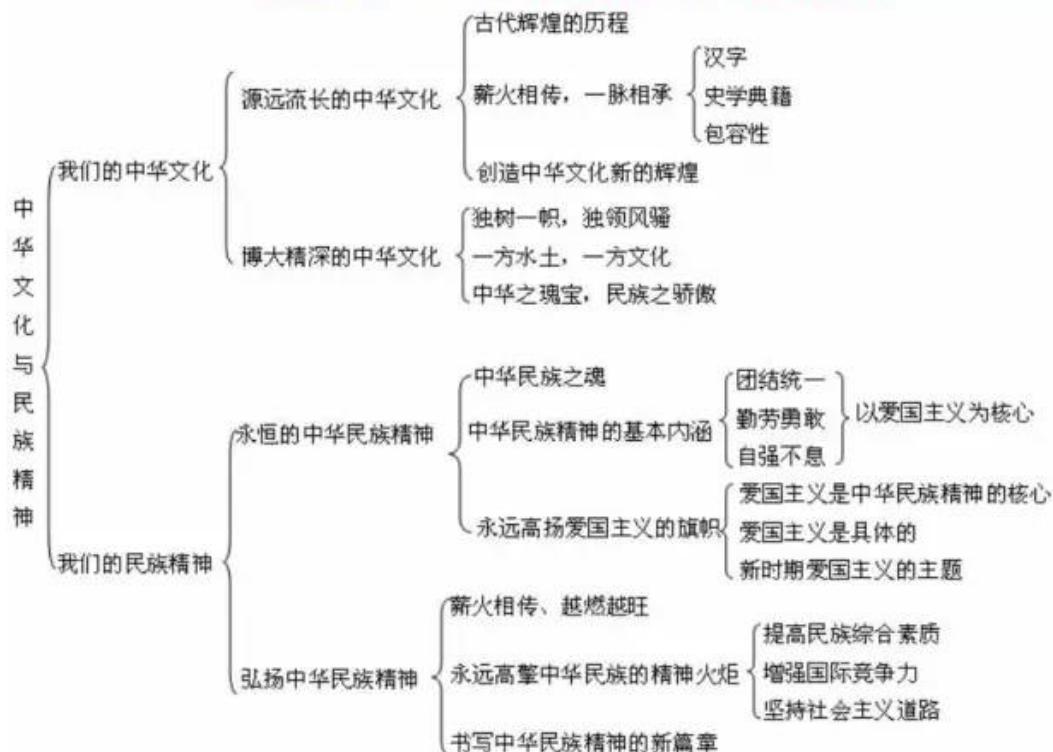 中华文化与民族精神
我们的中华文化
源远流长的中华文化
古代辉煌的历程
薪火相传，一脉相承
汉字
史学典籍
包容性
创造中华文化新的辉煌
博大精深的中华文化
独树一帜，独领风骚
一方水土，一方文化
中华之瑰宝，民族之骄傲
我们的民族精神
永恒的中华民族精神
中华民族之魂
中华民族精神的基本内涵
团结统一
勤劳勇敢
自强不息
以爱国主义为核心
永远高扬爱国主义的旗帜
爱国主义是中华民族精神的核心
爱国主义是具体的
新时期爱国主义的主题
弘扬中华民族精神
薪火相传、越燃越旺
永远高擎中华民族的精神火炬
提高民族综合素质
增强国际竞争力
坚持社会主义道路
书写中华民族精神的新篇章